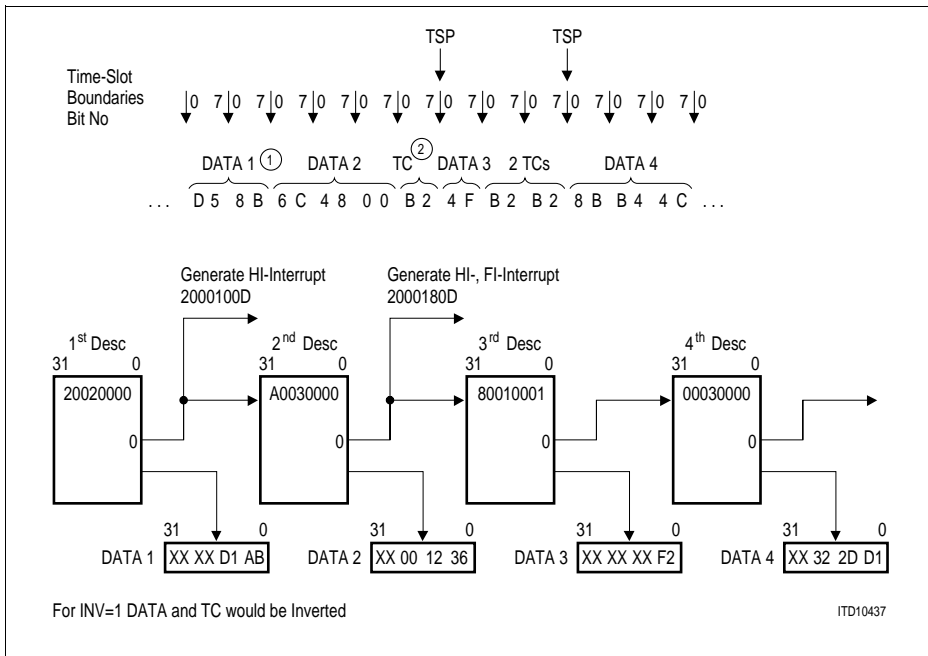 TSP TSP
Time-Slot
Boundaries
Bit No
0 7 0 7 0 7 0 7 0 7 0 7 0 7 0 7 0 7 0 7 0 7 0 7 0
DATA 1 1 DATA 2 TC 2 DATA 3 2 TCs DATA 4
... D 5 8 B 6 C 4 8 0 0 B 2 4 F B 2 B 2 8 B B 4 4 C ...
Generate HI-Interrupt
2000100D
Generate HI-, FI-Interrupt
2000180D
1st Desc 2nd Desc 3rd Desc 4th Desc
31 0 31 0 31 0 31 0
20020000 A0030000 80010001 00030000
0 0 0 0
31 0 31 0 31 0 31 0
DATA 1 XX XX D1 AB DATA 2 XX 00 12 36 DATA 3 XX XX XX F2 DATA 4 XX 32 2D D1
For INV=1 DATA and TC would be Inverted
ITD10437